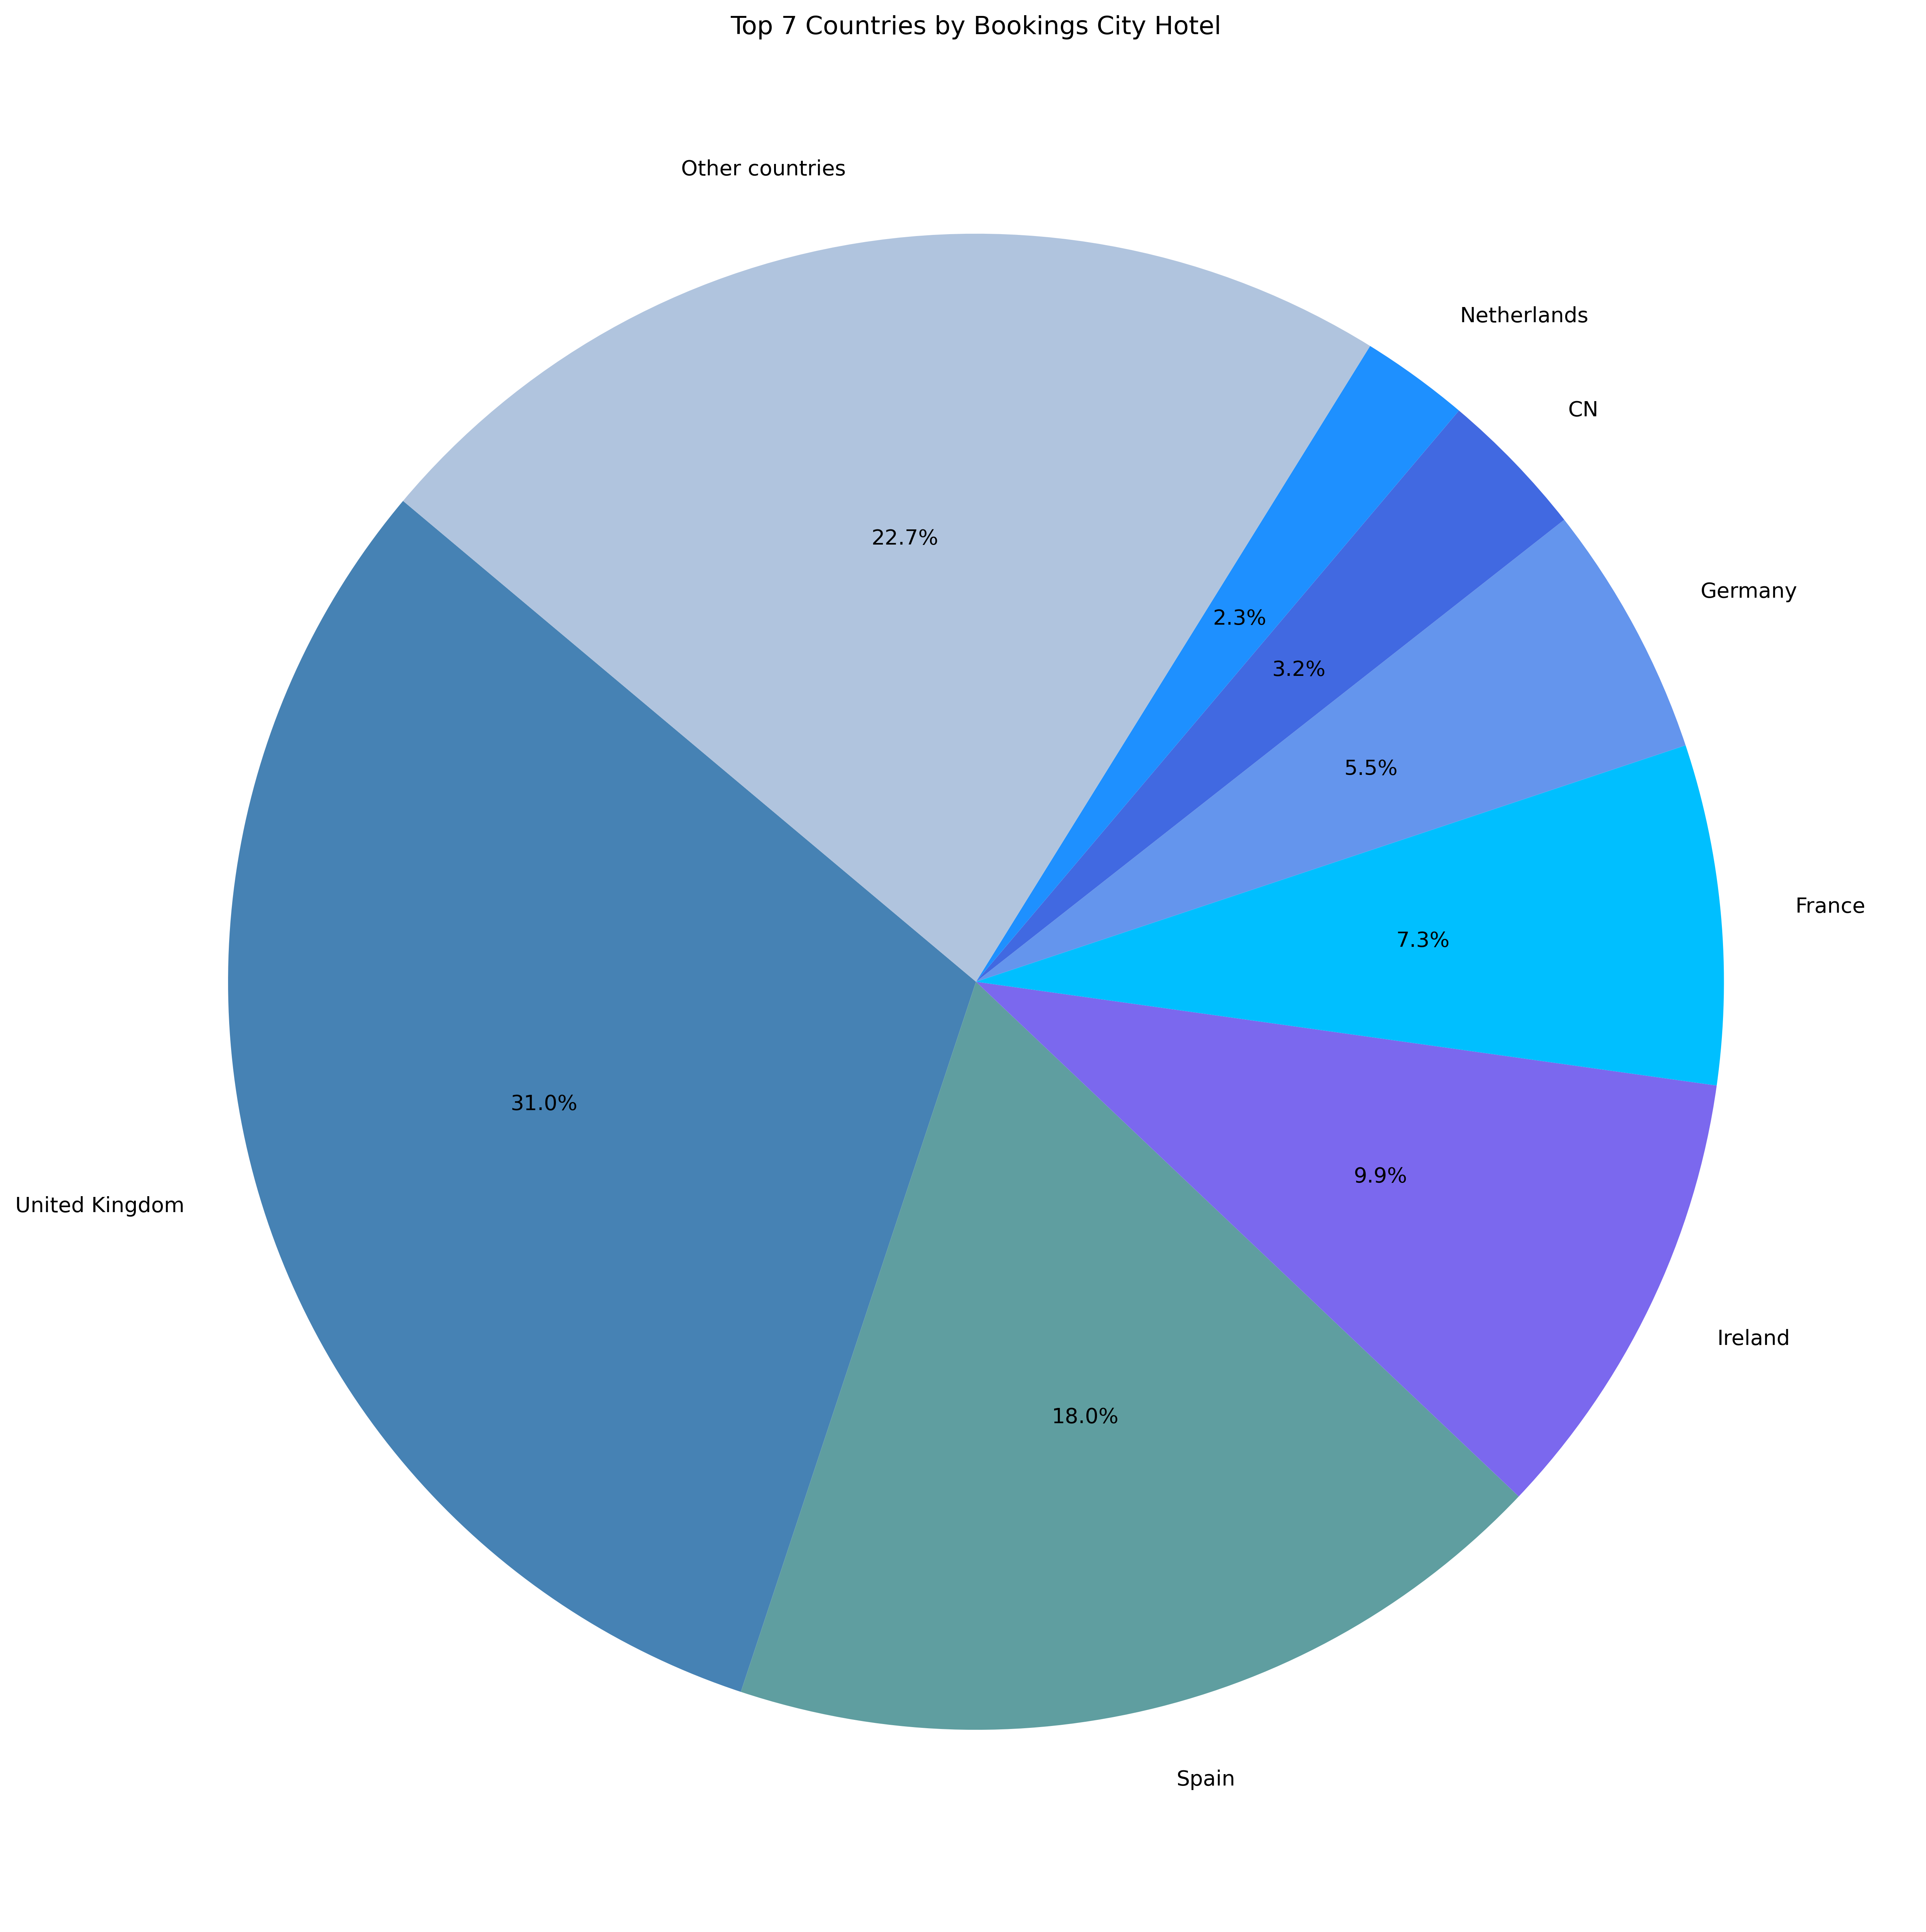 Top 7 Countries by Bookings City Hotel
Other countries
Netherlands
CN
22.7%
Germany
2.3%
3.2%
5.5%
France
7.3%
31.0%
9.9%
United Kingdom
Ireland
18.0%
Spain